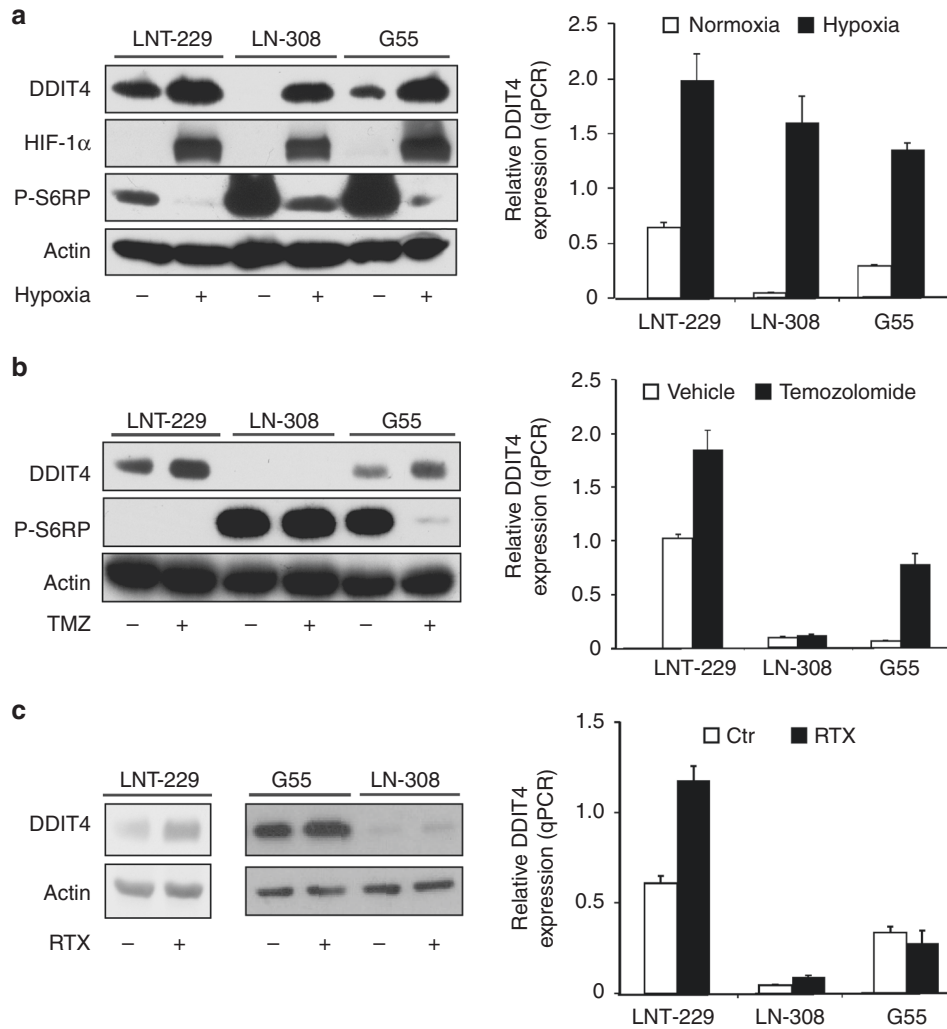 a
LNT-229 LN-308 G55
DDIT4
HIF-1α
P-S6RP
Actin
Hypoxia – + – + – +
Normoxia Hypoxia
Relative DDIT4
expression (qPCR)
2.5
2.0
1.5
1.0
0.5
0
LNT-229 LN-308 G55
b
LNT-229 LN-308 G55
DDIT4
P-S6RP
Actin
TMZ – + – + – +
Vehicle Temozolomide
Relative DDIT4
expression (qPCR)
2.5
2.0
1.5
1.0
0.5
0
LNT-229 LN-308 G55
c
LNT-229 G55 LN-308
DDIT4
Actin
RTX – + – + – +
Ctr RTX
Relative DDIT4
expression (qPCR)
1.5
1.0
0.5
0
LNT-229 LN-308 G55